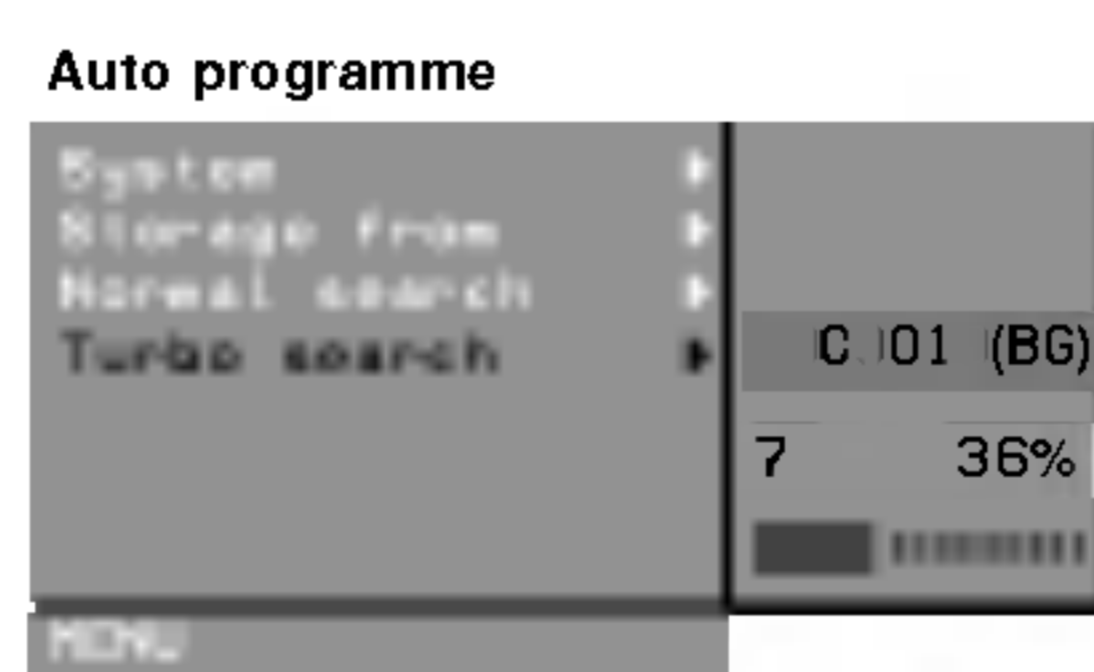 Auto programme
System
Storage from
Normal search
Turbo search
C 01 (BG)
7 36%
MENU